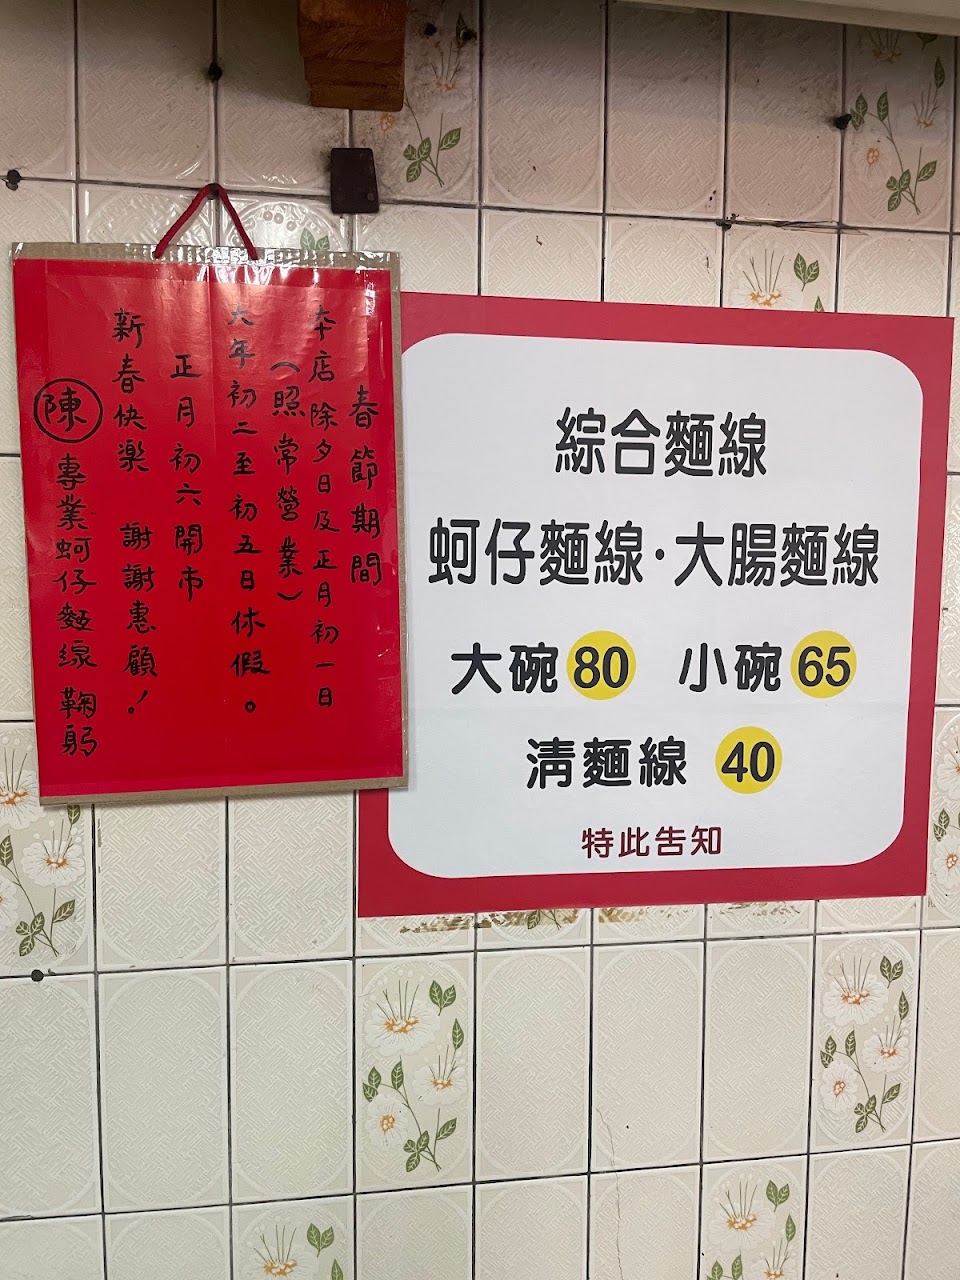 春節期間
本店除夕日及正月初一日
（照常營業）
大年初二至初五日休假。
正月初六開市
新春快樂 謝謝惠顧！
陳專業蚵仔麵線 鞠躬
綜合麵線
蚵仔麵線·大腸麵線
大碗80 小碗65
清麵線 40
特此告知